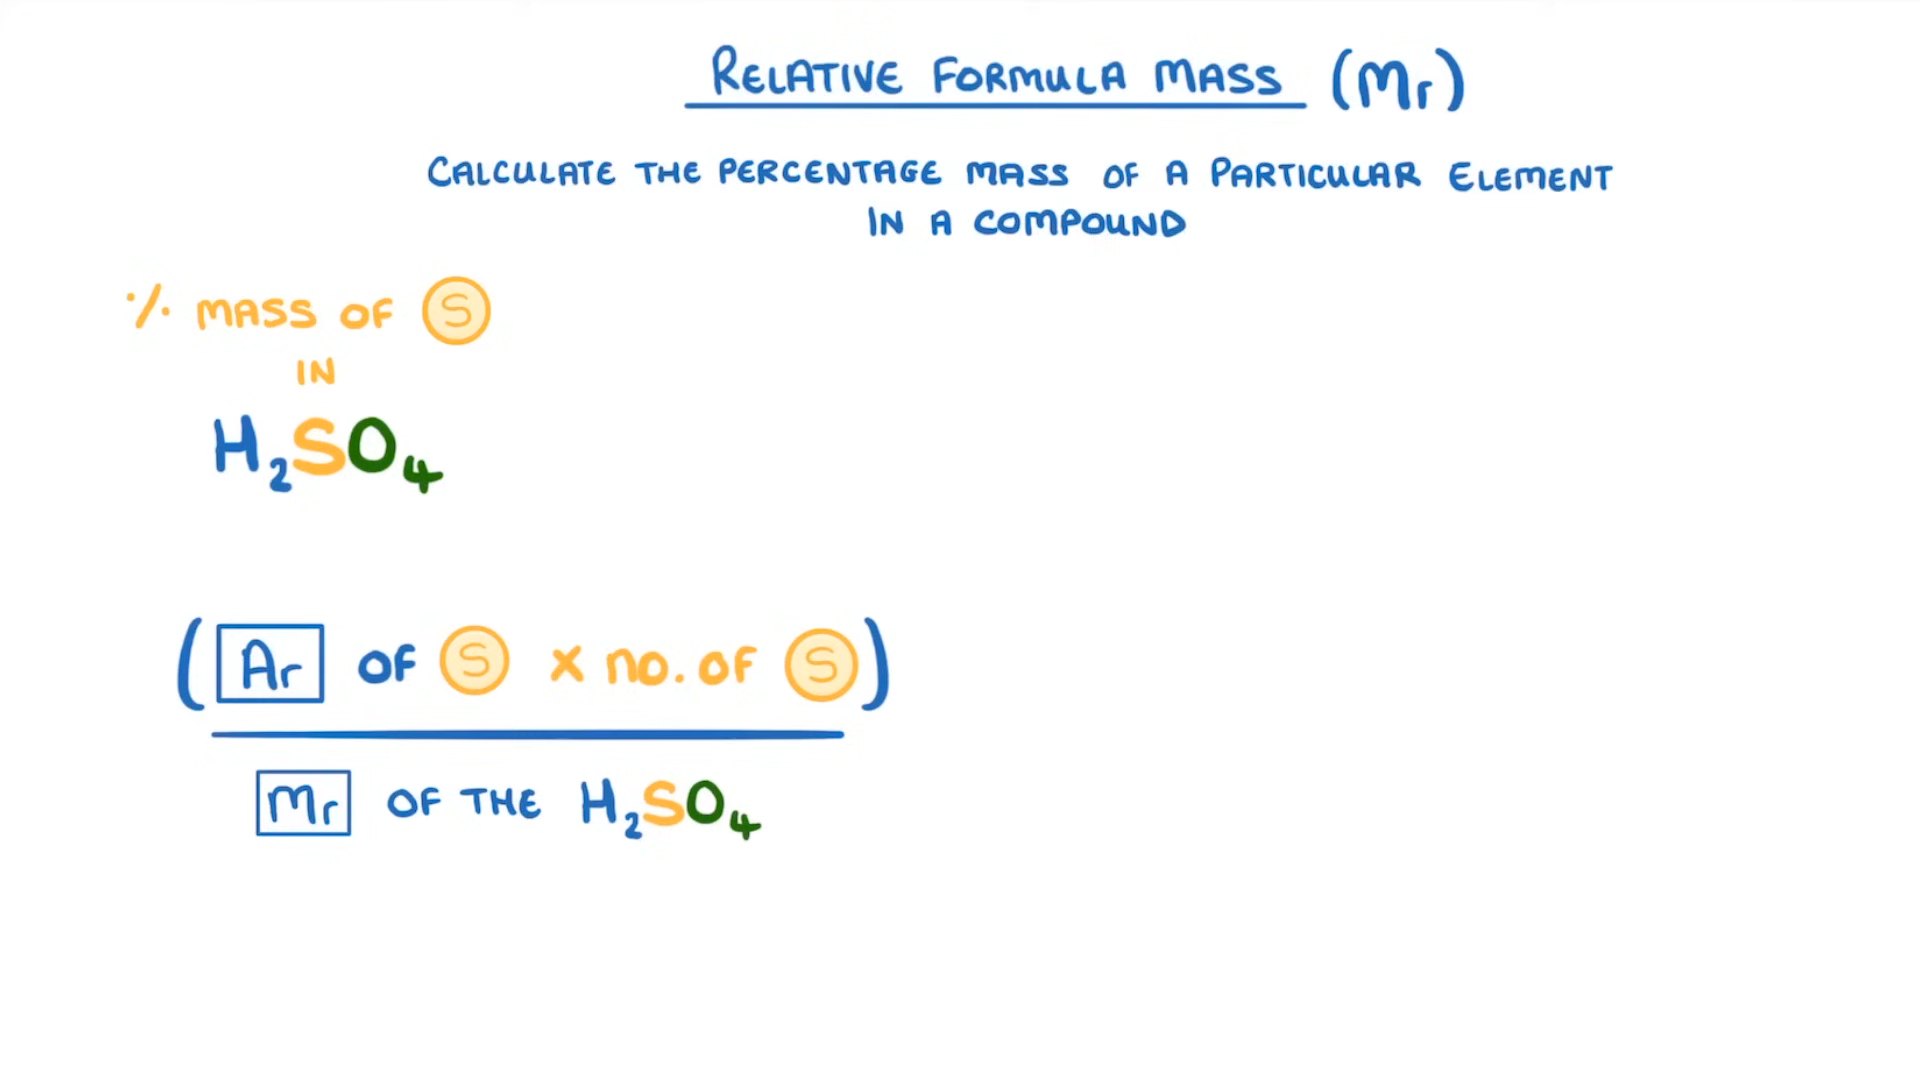 RELATIVE FORMULA MASS (Mr)
CALCULATE THE PERCENTAGE MASS OF A PARTICULAR ELEMENT
IN A COMPOUND
% MASS OF S
IN
H₂SO₄
(Ar OF S x no. OF S)
Mr OF THE H₂SO₄